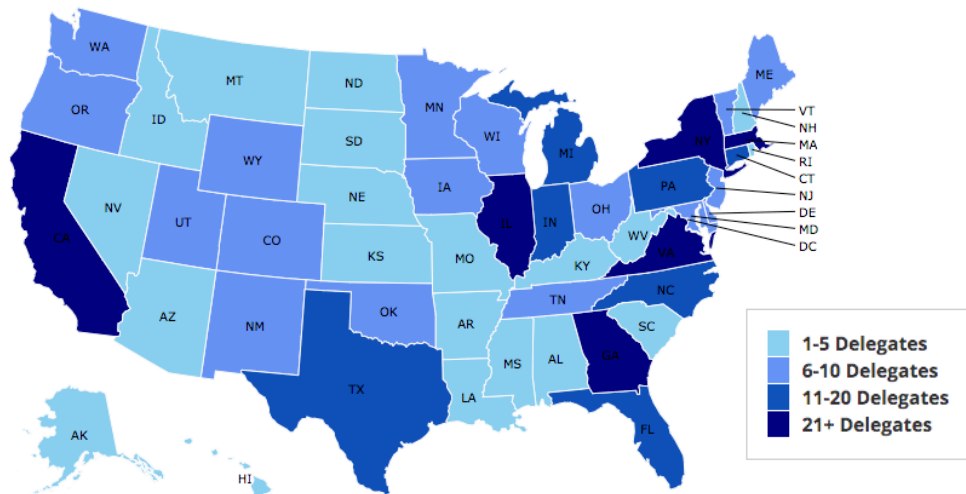 WA
OR
CA
NV
ID
MT
WY
UT
AZ
CO
NM
ND
SD
NE
KS
OK
TX
MN
IA
MO
AR
LA
WI
IL
MI
IN
OH
KY
TN
MS
AL
GA
FL
SC
NC
VA
WV
PA
NY
ME
VT
NH
MA
RI
CT
NJ
DE
MD
DC
AK
HI
1-5 Delegates
6-10 Delegates
11-20 Delegates
21+ Delegates